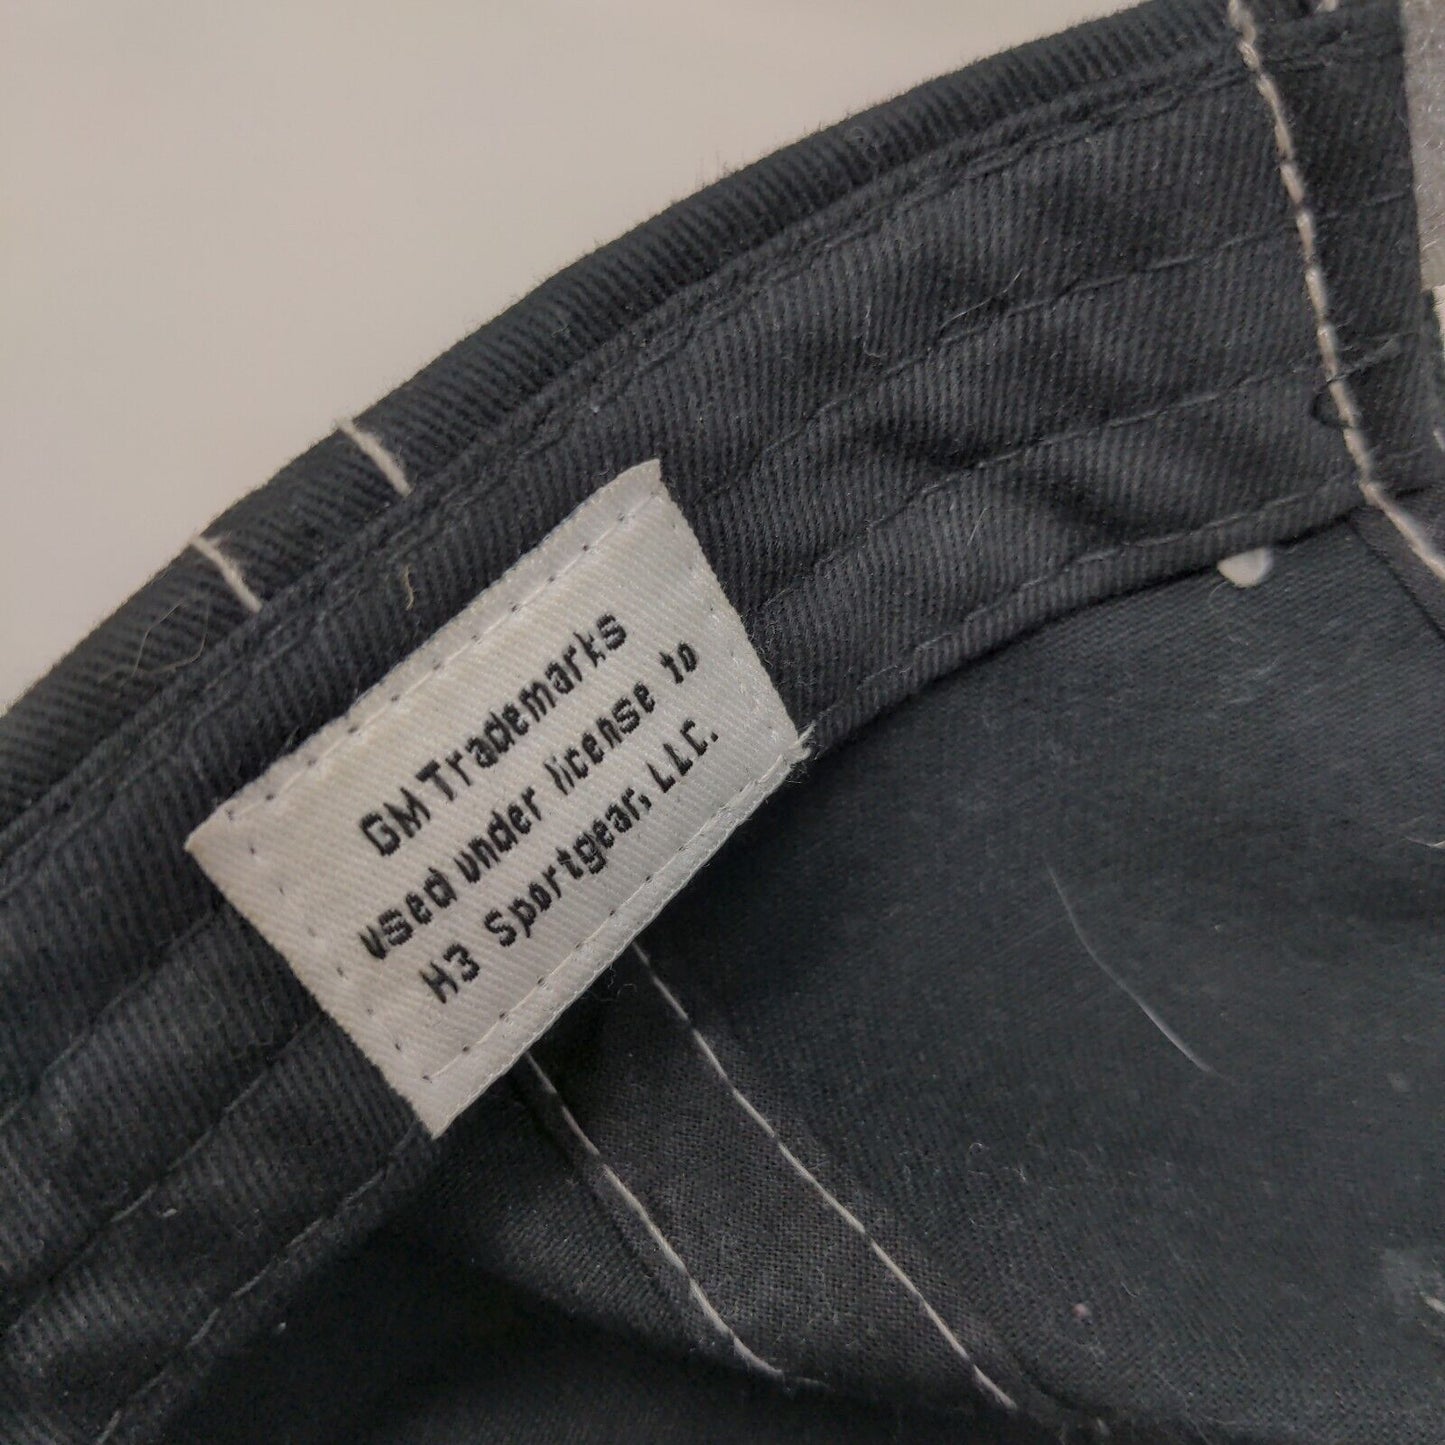 GM Trademarks
used under license to
H3 Sportgear, LLC.